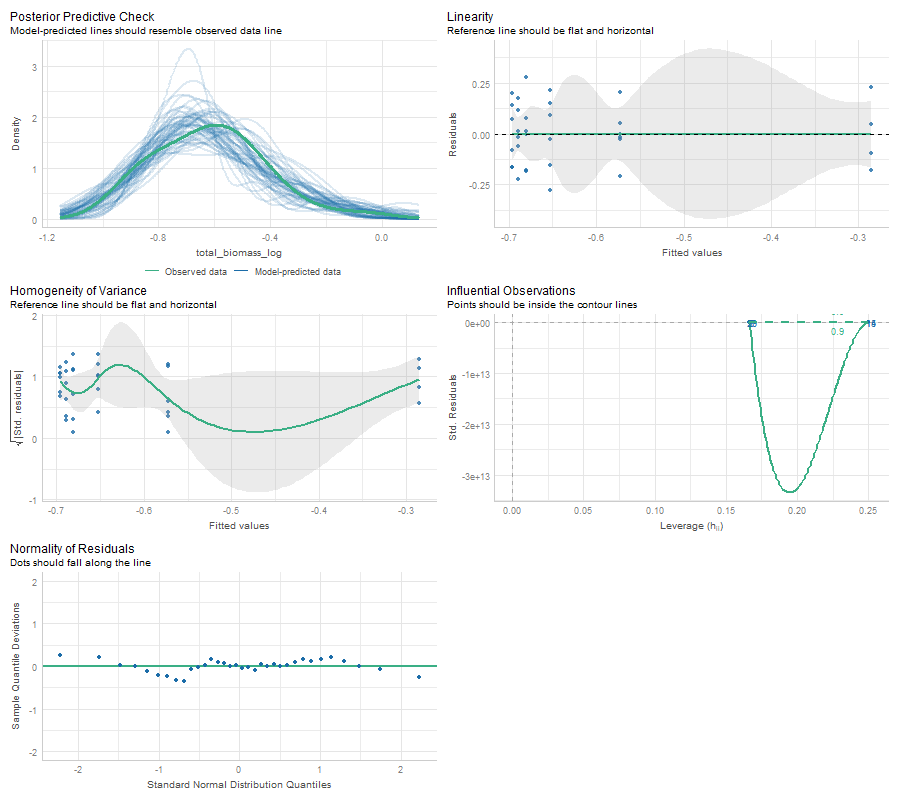 Posterior Predictive Check
Model-predicted lines should resemble observed data line
Density
3
2
1
0
-1.2 -0.8 -0.4 0.0
total_biomass_log
Observed data Model-predicted data
Linearity
Reference line should be flat and horizontal
Residuals
0.25
0.00
-0.25
-0.7 -0.6 -0.5 -0.4 -0.3
Fitted values
Homogeneity of Variance
Reference line should be flat and horizontal
√|Std. residuals|
2
1
0
-1
-0.7 -0.6 -0.5 -0.4 -0.3
Fitted values
Influential Observations
Points should be inside the contour lines
Std. Residuals
0e+00
-1e+13
-2e+13
-3e+13
0.9
0.00 0.05 0.10 0.15 0.20 0.25
Leverage (hᵢᵢ)
Normality of Residuals
Dots should fall along the line
Sample Quantile Deviations
2
1
0
-1
-2
-2 -1 0 1 2
Standard Normal Distribution Quantiles